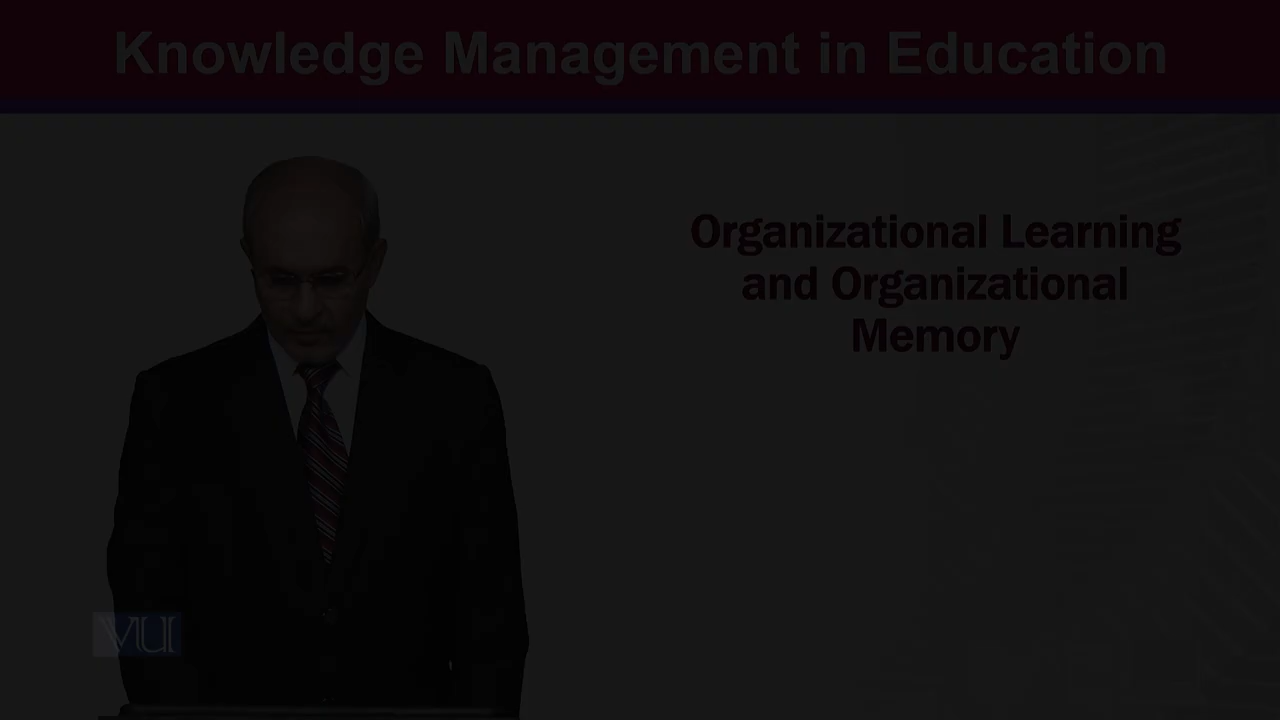 Knowledge Management in Education
Organizational Learning
and Organizational
Memory
VU